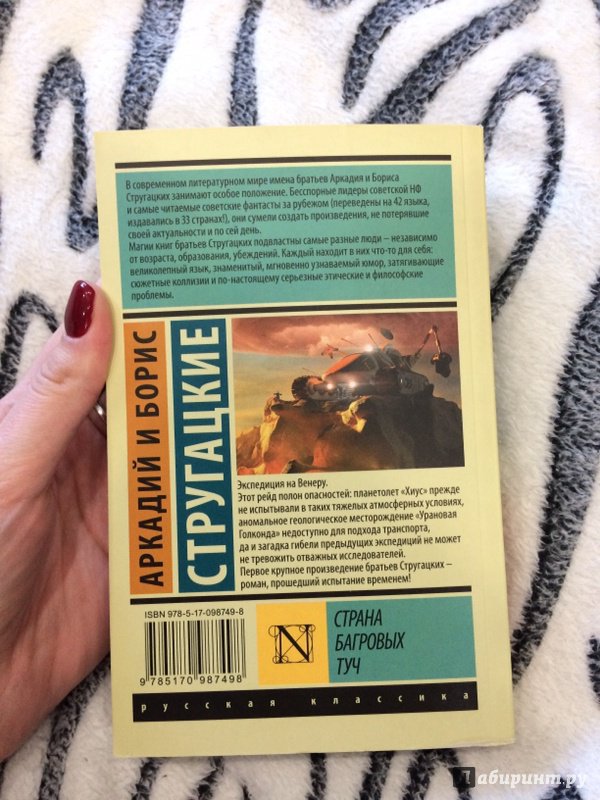 В современном литературном мире имена братьев Аркадия и Бориса
Стругацких занимают особое положение. Бесспорные лидеры советской НФ
и самые читаемые советские фантасты за рубежом (переведены на 42 языка,
издавались в 33 странах!), они сумели создать произведения, не потерявшие
своей актуальности и по сей день.
Магии книг братьев Стругацких подвластны самые разные люди – независимо
от возраста, образования, убеждений. Каждый находит в них что-то для себя:
великолепный язык, знаменитый, мгновенно узнаваемый юмор, затягивающие
сюжетные коллизии и по-настоящему серьезные этические и философские
проблемы.
АРКАДИЙ И БОРИС
СТРУГАЦКИЕ
Экспедиция на Венеру.
Этот рейд полон опасностей: планетолет «Хиус» прежде
не испытывали в таких тяжелых атмосферных условиях,
аномальное геологическое месторождение «Урановая
Голконда» недоступно для подхода транспорта,
да и загадка гибели предыдущих экспедиций не может
не тревожить отважных исследователей.
Первое крупное произведение братьев Стругацких –
роман, прошедший испытание временем!
ISBN 978-5-17-098749-8
9 785170 987498
N
СТРАНА
БАГРОВЫХ
ТУЧ
русская классика
лабиринт.ру